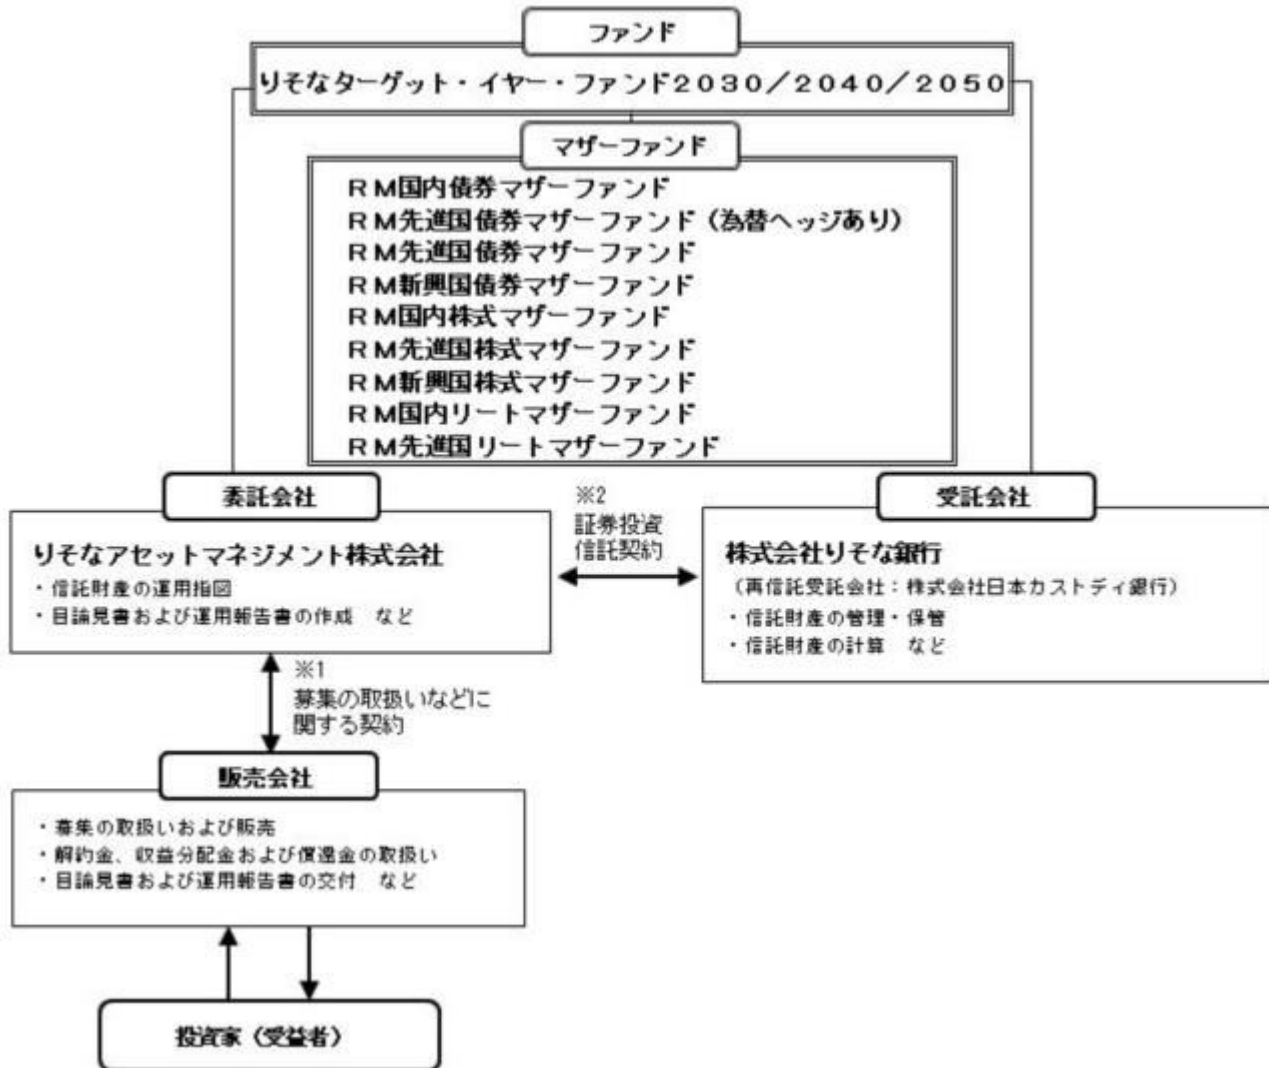 ファンド
りそなターゲット・イヤー・ファンド２０３０／２０４０／２０５０
マザーファンド
ＲＭ国内債券マザーファンド
ＲＭ先進国債券マザーファンド（為替ヘッジあり）
ＲＭ先進国債券マザーファンド
ＲＭ新興国債券マザーファンド
ＲＭ国内株式マザーファンド
ＲＭ先進国株式マザーファンド
ＲＭ新興国株式マザーファンド
ＲＭ国内リートマザーファンド
ＲＭ先進国リートマザーファンド
委託会社
りそなアセットマネジメント株式会社
・信託財産の運用指図
・目論見書および運用報告書の作成　など
※2
証券投資
信託契約
受託会社
株式会社りそな銀行
（再信託受託会社：株式会社日本カストディ銀行）
・信託財産の管理・保管
・信託財産の計算　など
※1
募集の取扱いなどに
関する契約
販売会社
・募集の取扱いおよび販売
・解約金、収益分配金および償還金の取扱い
・目論見書および運用報告書の交付　など
投資家（受益者）